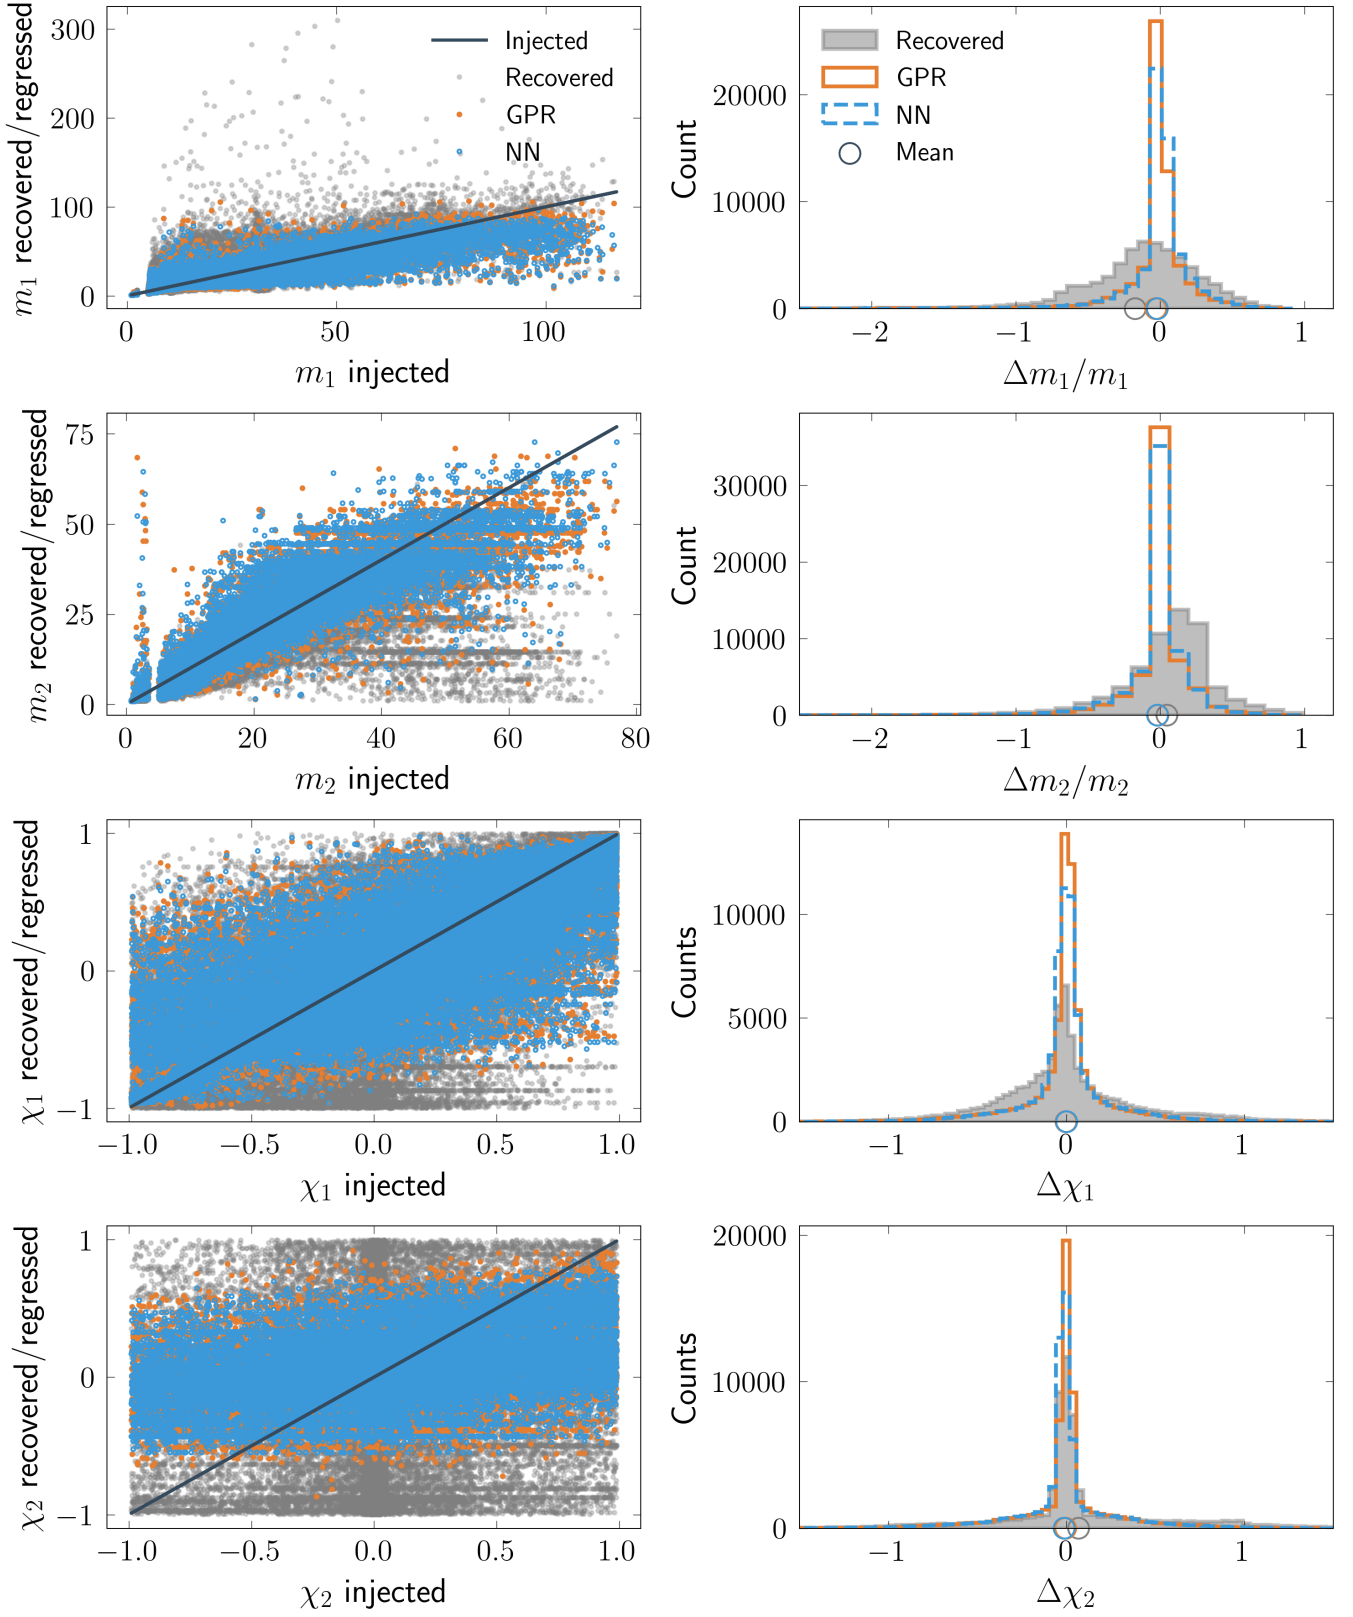 m₁ recovered/regressed
300
200
100
0
Injected
Recovered
GPR
NN
0
50
100
m₁ injected
Count
20000
10000
0
Recovered
GPR
NN
Mean
−2
−1
0
1
Δm₁/m₁
m₂ recovered/regressed
75
50
25
0
0
20
40
60
80
m₂ injected
Count
30000
20000
10000
0
−2
−1
0
1
Δm₂/m₂
χ₁ recovered/regressed
1
0
−1
−1.0
−0.5
0.0
0.5
1.0
χ₁ injected
Counts
10000
5000
0
−1
0
1
Δχ₁
χ₂ recovered/regressed
1
0
−1
−1.0
−0.5
0.0
0.5
1.0
χ₂ injected
Counts
20000
10000
0
−1
0
1
Δχ₂